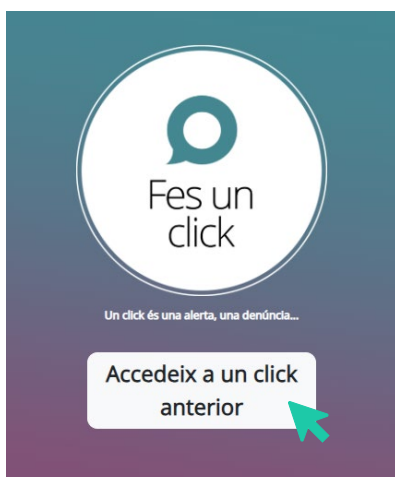 Fes un
click
Un click és una alerta, una denúncia...
Accedeix a un click
anterior